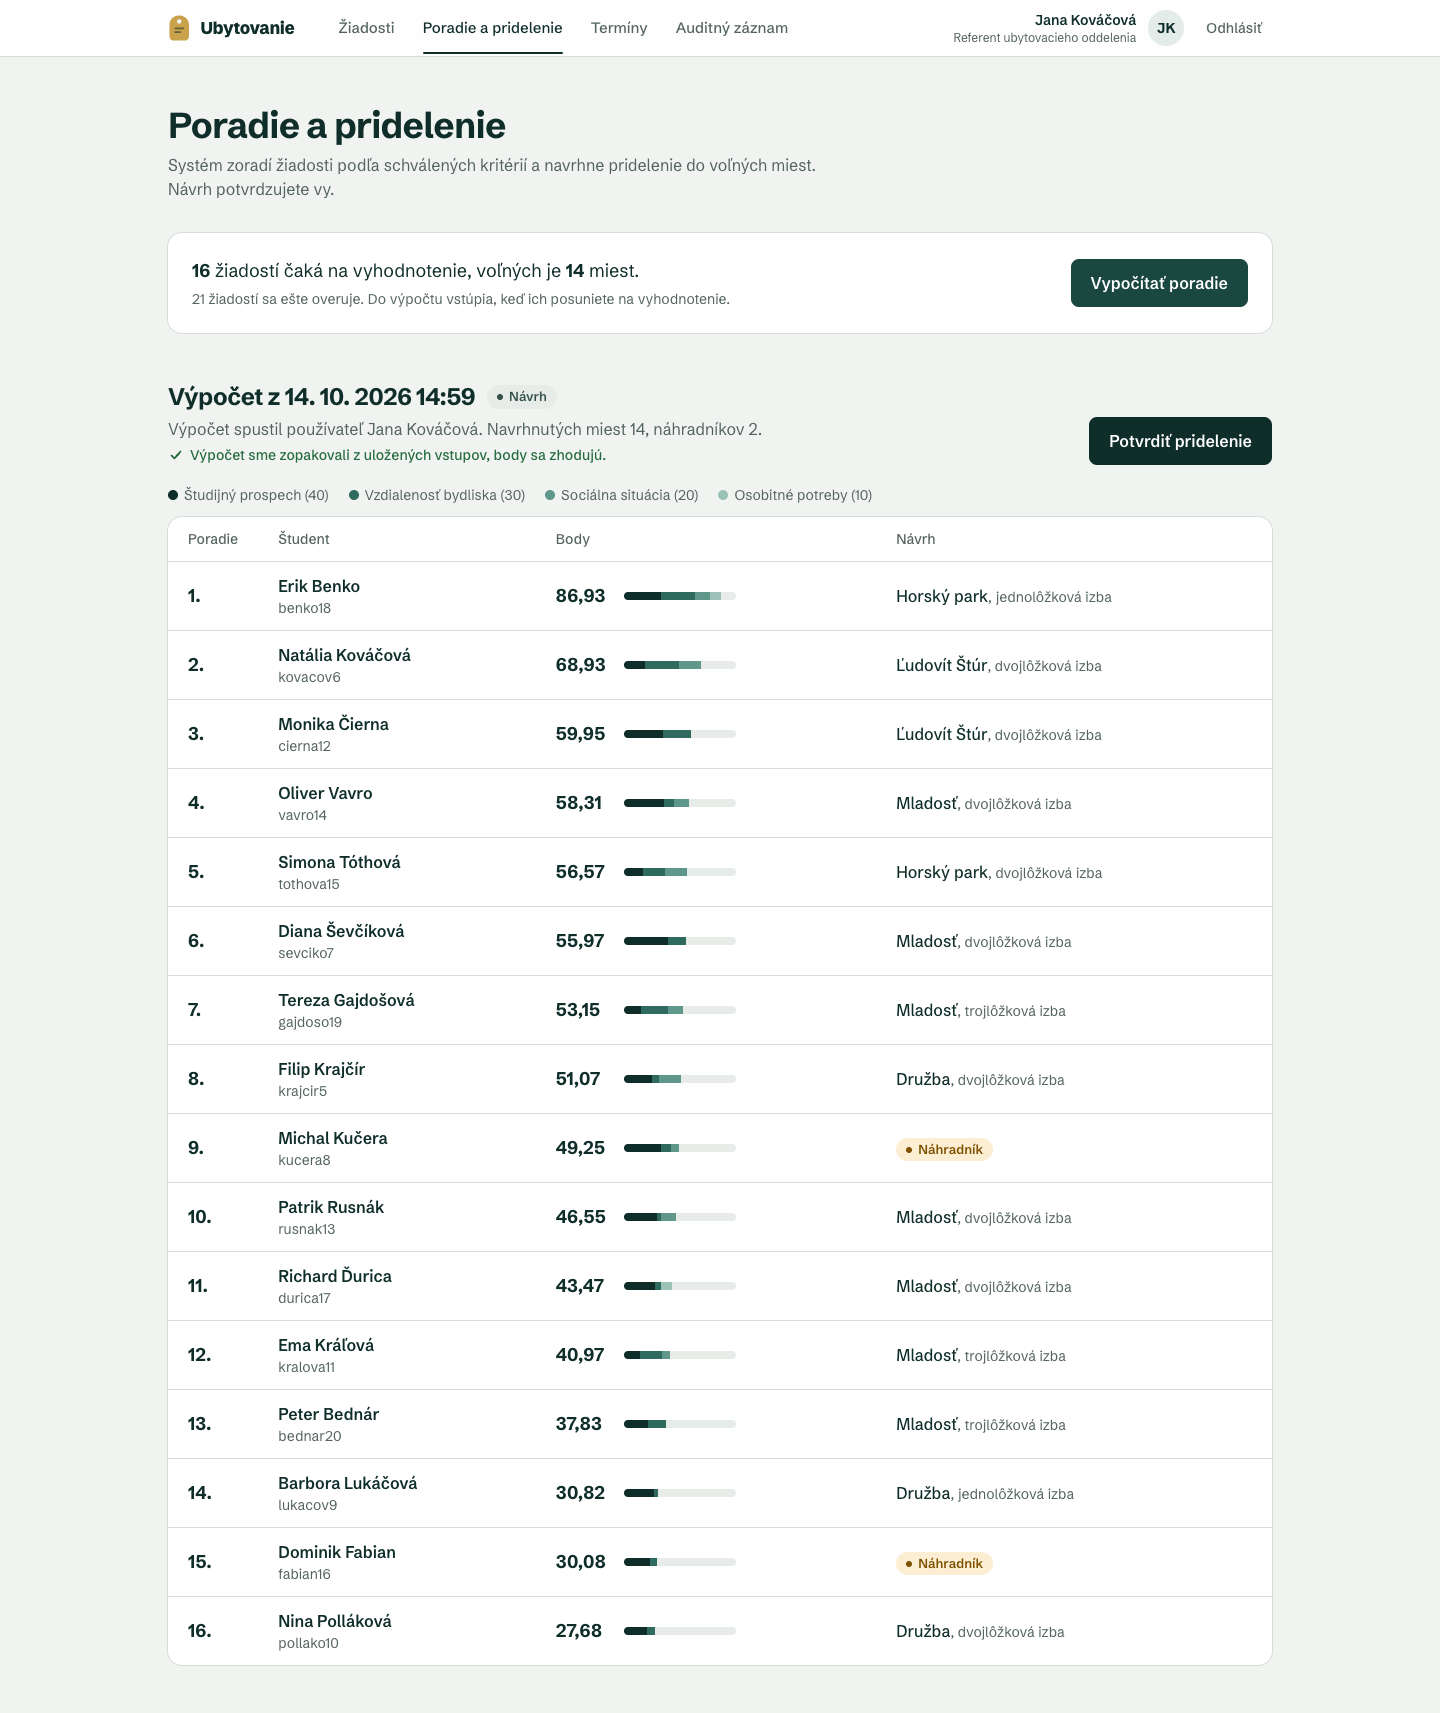 Ubytovanie
Žiadosti
Poradie a pridelenie
Termíny
Auditný záznam
Jana Kováčová
Referent ubytovacieho oddelenia
JK
Odhlásiť
Poradie a pridelenie
Systém zoradí žiadosti podľa schválených kritérií a navrhne pridelenie do voľných miest.
Návrh potvrdzujete vy.
16 žiadostí čaká na vyhodnotenie, voľných je 14 miest.
21 žiadostí sa ešte overuje. Do výpočtu vstúpia, keď ich posuniete na vyhodnotenie.
Vypočítať poradie
Výpočet z 14. 10. 2026 14:59
Návrh
Výpočet spustil používateľ Jana Kováčová. Navrhnutých miest 14, náhradníkov 2.
Výpočet sme zopakovali z uložených vstupov, body sa zhodujú.
Potvrdiť pridelenie
Študijný prospech (40) Vzdialenosť bydliska (30) Sociálna situácia (20) Osobitné potreby (10)
Poradie Študent Body Návrh
1. Erik Benko 86,93 Horský park, jednolôžková izba
benko18
2. Natália Kováčová 68,93 Ľudovít Štúr, dvojlôžková izba
kovacov6
3. Monika Čierna 59,95 Ľudovít Štúr, dvojlôžková izba
cierna12
4. Oliver Vavro 58,31 Mladosť, dvojlôžková izba
vavro14
5. Simona Tóthová 56,57 Horský park, dvojlôžková izba
tothova15
6. Diana Ševčíková 55,97 Mladosť, dvojlôžková izba
sevciko7
7. Tereza Gajdošová 53,15 Mladosť, trojlôžková izba
gajdoso19
8. Filip Krajčír 51,07 Družba, dvojlôžková izba
krajcir5
9. Michal Kučera 49,25 Náhradník
kucera8
10. Patrik Rusnák 46,55 Mladosť, dvojlôžková izba
rusnak13
11. Richard Ďurica 43,47 Mladosť, dvojlôžková izba
durica17
12. Ema Kráľová 40,97 Mladosť, trojlôžková izba
kralova11
13. Peter Bednár 37,83 Mladosť, trojlôžková izba
bednar20
14. Barbora Lukáčová 30,82 Družba, jednolôžková izba
lukacov9
15. Dominik Fabian 30,08 Náhradník
fabian16
16. Nina Polláková 27,68 Družba, dvojlôžková izba
pollako10